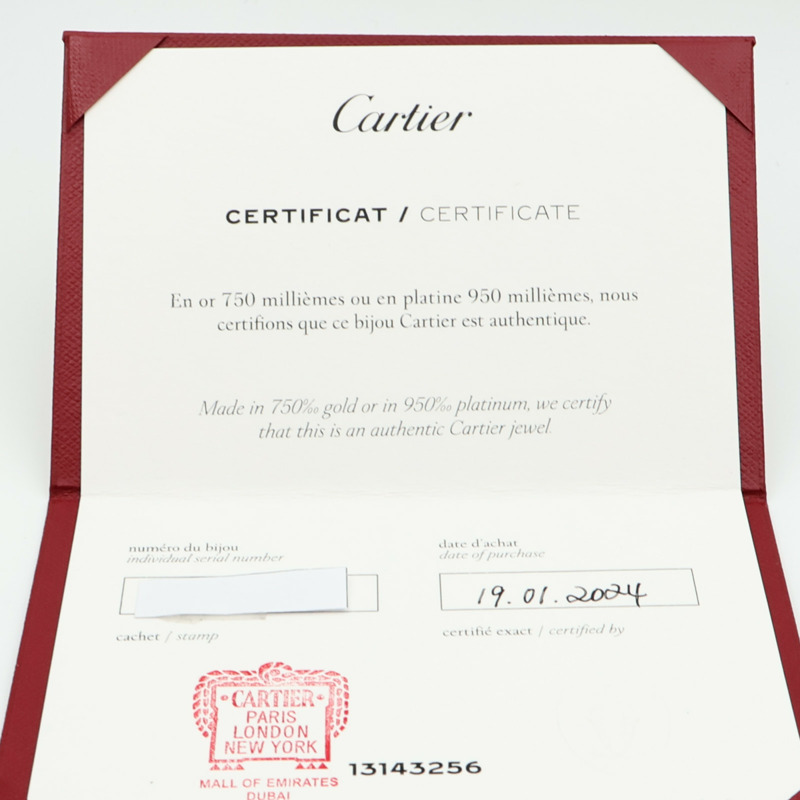 Cartier
CERTIFICAT / CERTIFICATE
En or 750 millièmes ou en platine 950 millièmes, nous
certifions que ce bijou Cartier est authentique.
Made in 750‰ gold or in 950‰ platinum, we certify
that this is an authentic Cartier jewel.
numéro du bijou
individual serial number
date d'achat
date of purchase
19.01.2024
cachet / stamp
certifié exact / certified by
CARTIER
PARIS
LONDON
NEW YORK
MALL OF EMIRATES
DUBAI
13143256